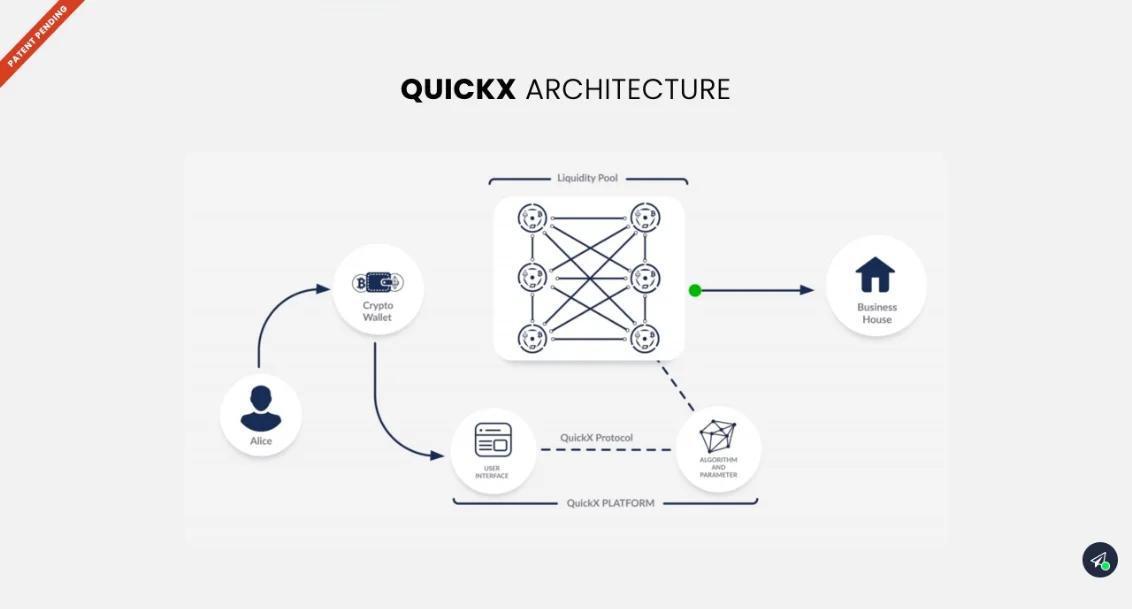 PATENT PENDING
QUICKX ARCHITECTURE
Liquidity Pool
Crypto
Wallet
Business
House
Alice
QuickX Protocol
USER
INTERFACE
ALGORITHM
AND
PARAMETER
QuickX PLATFORM